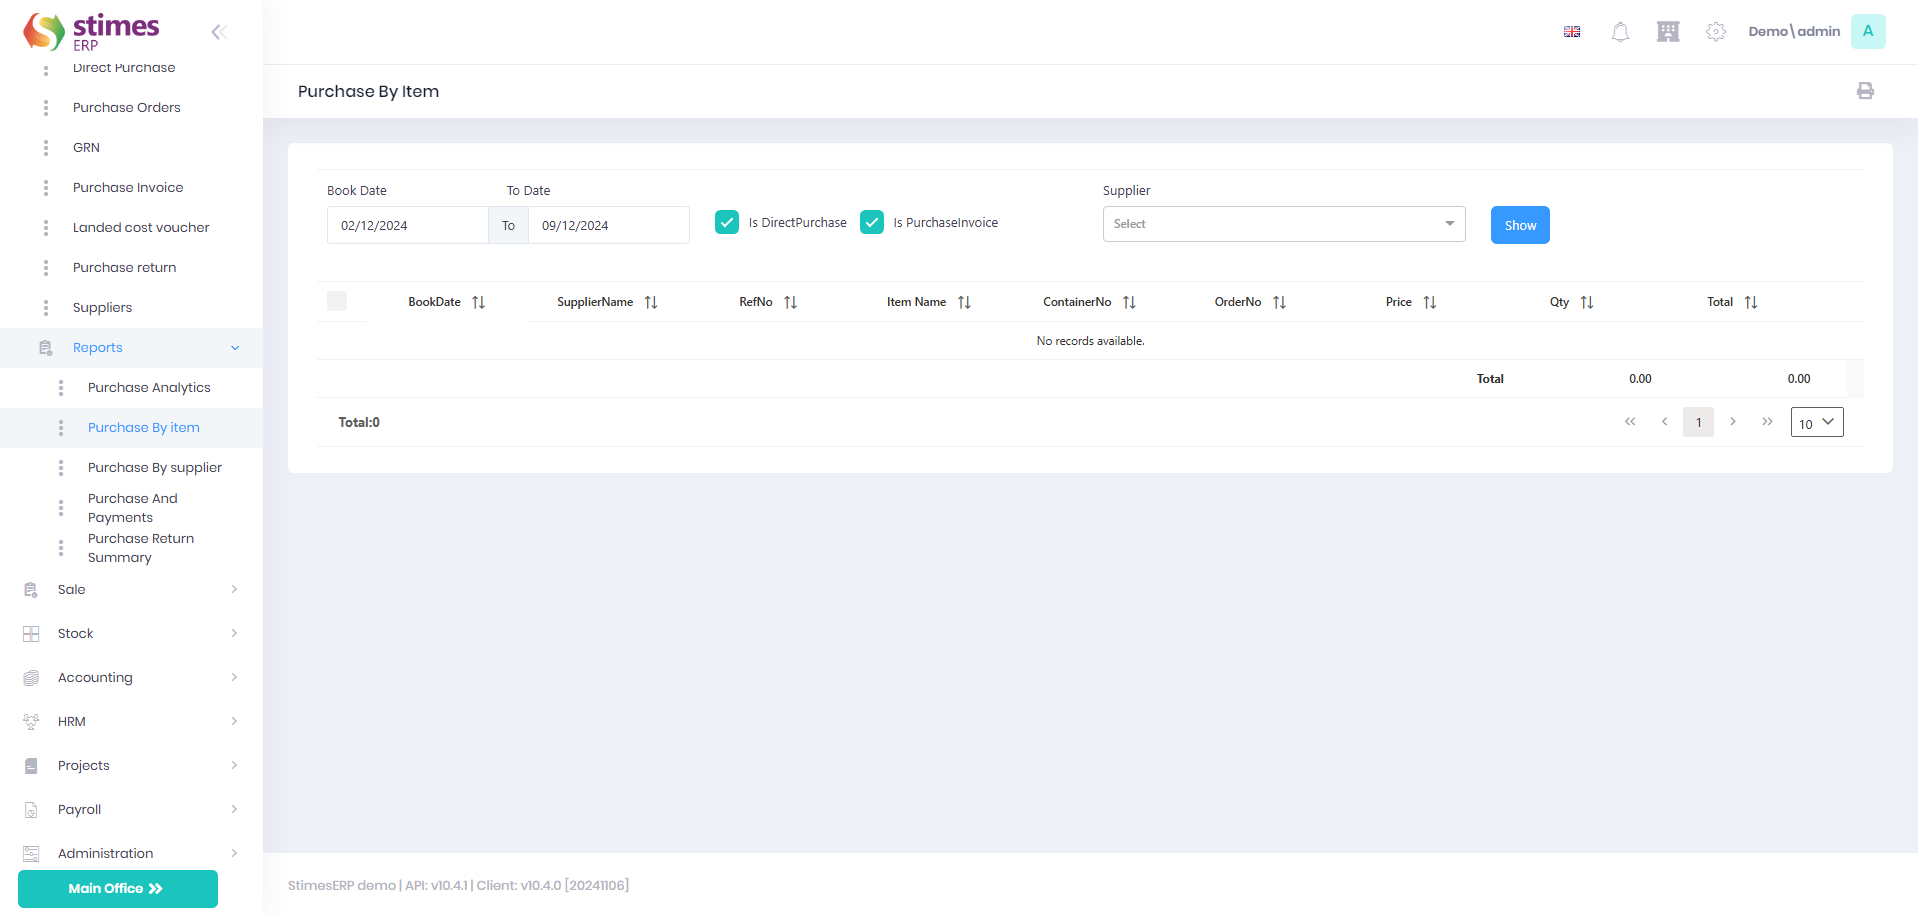 stimes
ERP
Direct Purchase
Purchase Orders
GRN
Purchase Invoice
Landed cost voucher
Purchase return
Suppliers
Reports
Purchase Analytics
Purchase By item
Purchase By supplier
Purchase And
Payments
Purchase Return
Summary
Sale
Stock
Accounting
HRM
Projects
Payroll
Administration
Main Office
Demo\admin A
Purchase By Item
Book Date To Date Supplier
02/12/2024 To 09/12/2024 Is DirectPurchase Is PurchaseInvoice Select Show
BookDate SupplierName RefNo Item Name ContainerNo OrderNo Price Qty Total
No records available.
Total 0.00 0.00
Total:0 1 10
StimesERP demo | API: v10.4.1 | Client: v10.4.0 [20241106]